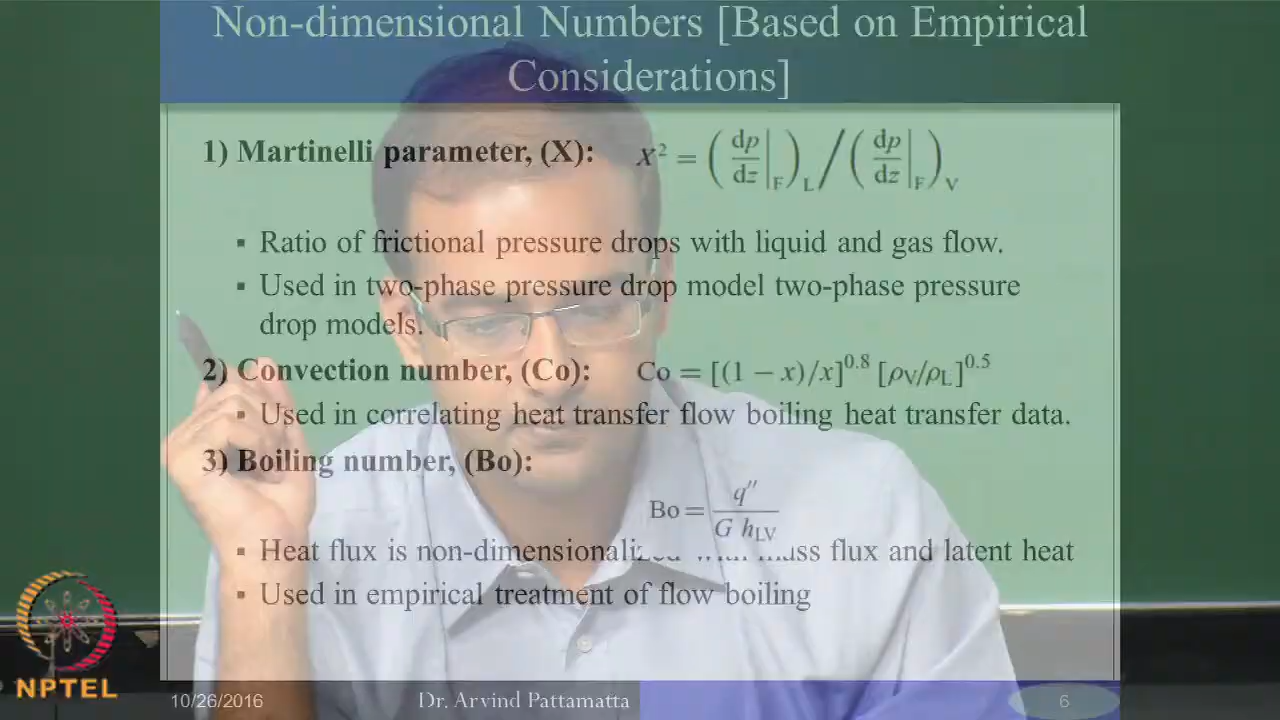 Non-dimensional Numbers [Based on Empirical
Considerations]
1) Martinelli parameter, (X): X² = (dp/dz|F)L / (dp/dz|F)V
▪ Ratio of frictional pressure drops with liquid and gas flow.
▪ Used in two-phase pressure drop model two-phase pressure
drop models.
2) Convection number, (Co): Co = [(1 − x)/x]^0.8 [ρV/ρL]^0.5
▪ Used in correlating heat transfer flow boiling heat transfer data.
3) Boiling number, (Bo):
Bo = q″ / G hLV
▪ Heat flux is and latent heat
▪ Used in empirical treatment of flow boiling
NPTEL
10/26/2016 Dr. Arvind Pattamatta 6